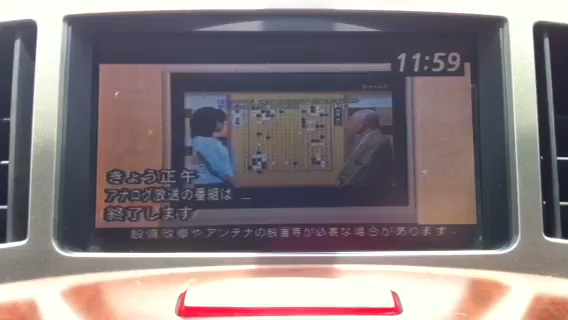 11:59
きょう正午
アナログ放送の番組は
終了します
設備改修やアンテナの設置等が必要な場合があります。